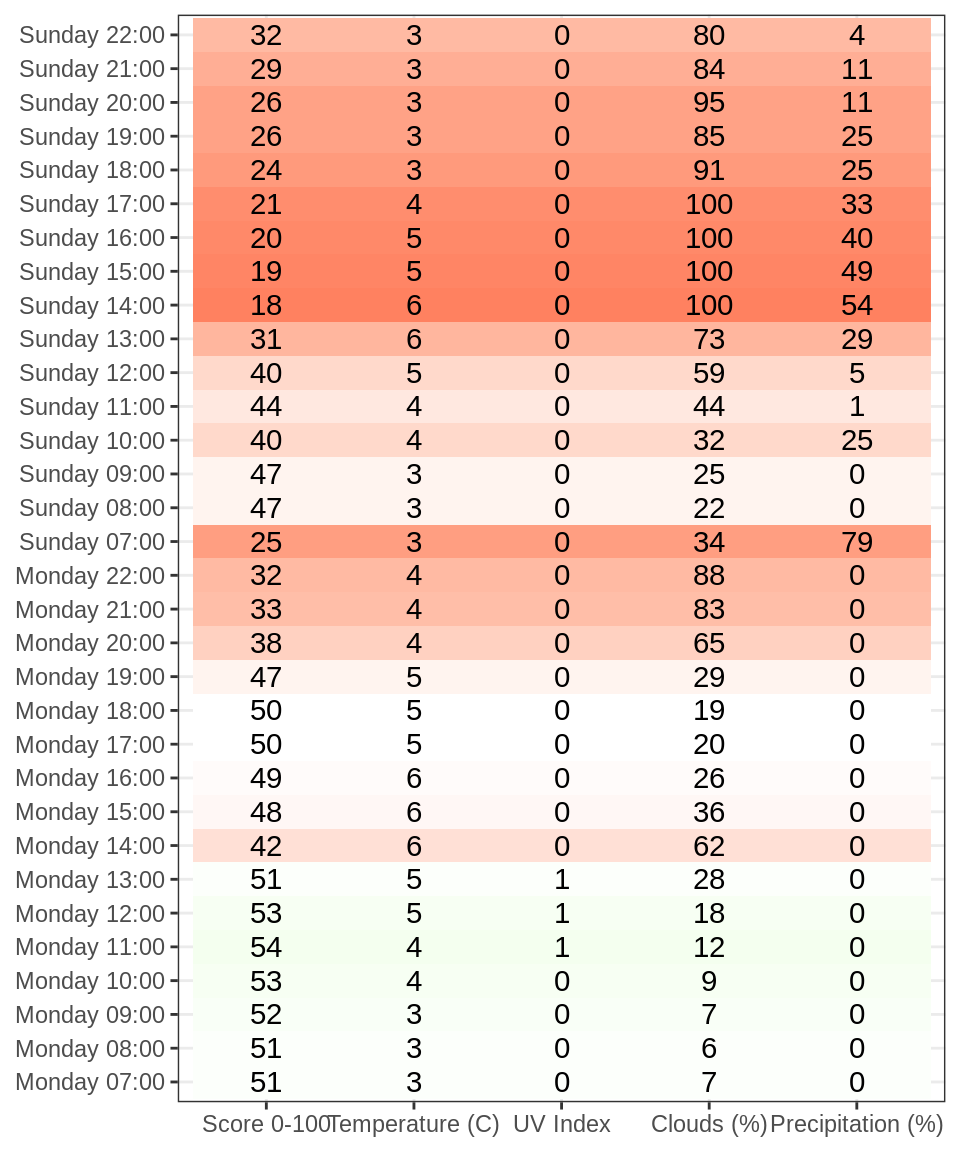 Sunday 22:00 32 3 0 80 4
Sunday 21:00 29 3 0 84 11
Sunday 20:00 26 3 0 95 11
Sunday 19:00 26 3 0 85 25
Sunday 18:00 24 3 0 91 25
Sunday 17:00 21 4 0 100 33
Sunday 16:00 20 5 0 100 40
Sunday 15:00 19 5 0 100 49
Sunday 14:00 18 6 0 100 54
Sunday 13:00 31 6 0 73 29
Sunday 12:00 40 5 0 59 5
Sunday 11:00 44 4 0 44 1
Sunday 10:00 40 4 0 32 25
Sunday 09:00 47 3 0 25 0
Sunday 08:00 47 3 0 22 0
Sunday 07:00 25 3 0 34 79
Monday 22:00 32 4 0 88 0
Monday 21:00 33 4 0 83 0
Monday 20:00 38 4 0 65 0
Monday 19:00 47 5 0 29 0
Monday 18:00 50 5 0 19 0
Monday 17:00 50 5 0 20 0
Monday 16:00 49 6 0 26 0
Monday 15:00 48 6 0 36 0
Monday 14:00 42 6 0 62 0
Monday 13:00 51 5 1 28 0
Monday 12:00 53 5 1 18 0
Monday 11:00 54 4 1 12 0
Monday 10:00 53 4 0 9 0
Monday 09:00 52 3 0 7 0
Monday 08:00 51 3 0 6 0
Monday 07:00 51 3 0 7 0
Score 0-100 Temperature (C) UV Index Clouds (%) Precipitation (%)